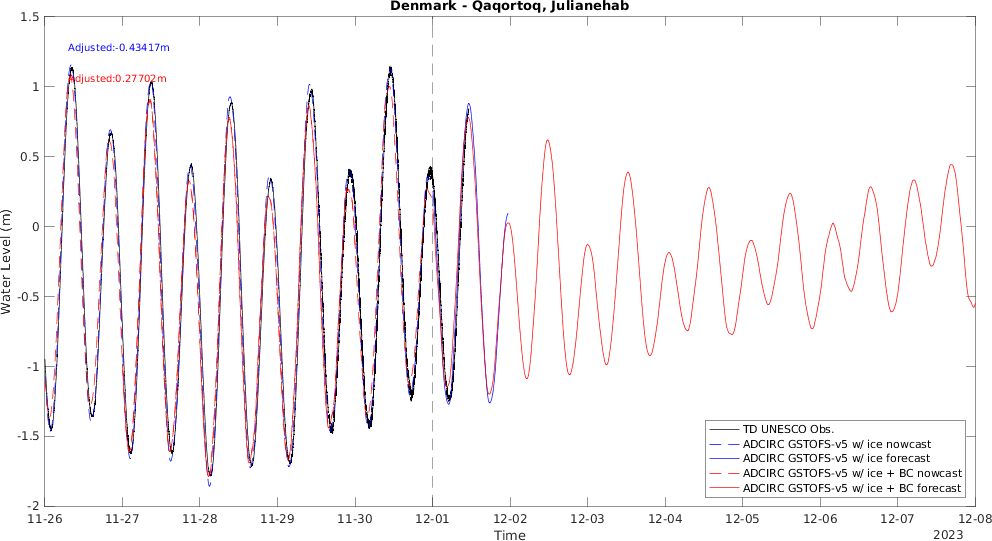 Denmark - Qaqortoq, Julianehab
Adjusted:-0.43417m
Adjusted:0.27702m
Water Level (m)
1.5
1
0.5
0
-0.5
-1
-1.5
-2
TD UNESCO Obs.
ADCIRC GSTOFS-v5 w/ ice nowcast
ADCIRC GSTOFS-v5 w/ ice forecast
ADCIRC GSTOFS-v5 w/ ice + BC nowcast
ADCIRC GSTOFS-v5 w/ ice + BC forecast
11-26 11-27 11-28 11-29 11-30 12-01 12-02 12-03 12-04 12-05 12-06 12-07 12-08
Time
2023